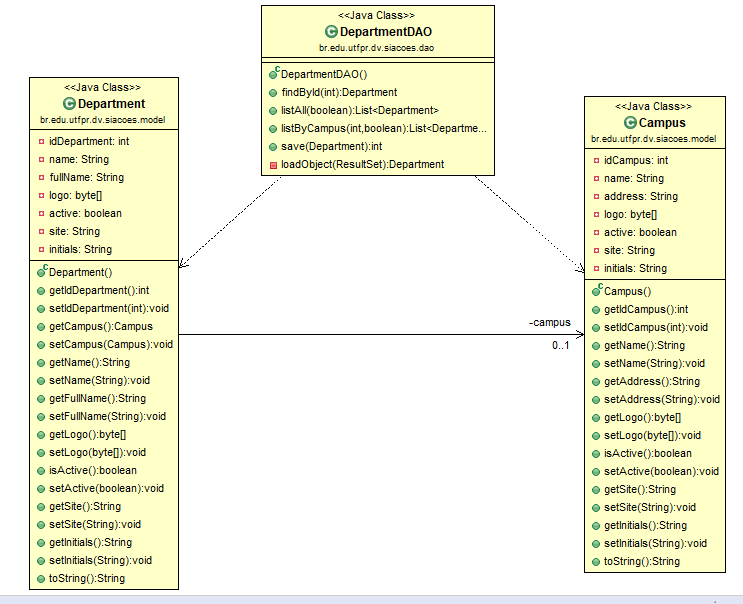 <<Java Class>>
DepartmentDAO
br.edu.utfpr.dv.siacoes.dao
DepartmentDAO()
findById(int):Department
listAll(boolean):List<Department>
listByCampus(int,boolean):List<Departme...
save(Department):int
loadObject(ResultSet):Department
<<Java Class>>
Department
br.edu.utfpr.dv.siacoes.model
idDepartment: int
name: String
fullName: String
logo: byte[]
active: boolean
site: String
initials: String
Department()
getIdDepartment():int
setIdDepartment(int):void
getCampus():Campus
setCampus(Campus):void
getName():String
setName(String):void
getFullName():String
setFullName(String):void
getLogo():byte[]
setLogo(byte[]):void
isActive():boolean
setActive(boolean):void
getSite():String
setSite(String):void
getInitials():String
setInitials(String):void
toString():String
-campus
0..1
<<Java Class>>
Campus
br.edu.utfpr.dv.siacoes.model
idCampus: int
name: String
address: String
logo: byte[]
active: boolean
site: String
initials: String
Campus()
getIdCampus():int
setIdCampus(int):void
getName():String
setName(String):void
getAddress():String
setAddress(String):void
getLogo():byte[]
setLogo(byte[]):void
isActive():boolean
setActive(boolean):void
getSite():String
setSite(String):void
getInitials():String
setInitials(String):void
toString():String